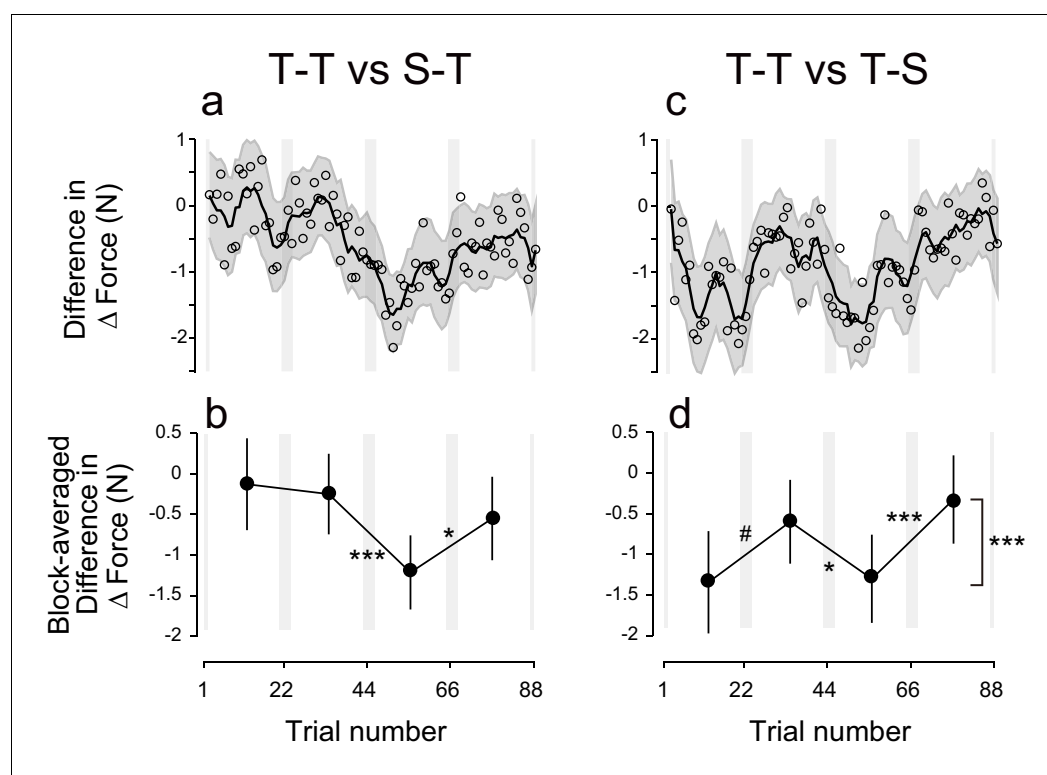 T-T vs S-T
T-T vs T-S
a
c
Difference in
Δ Force (N)
1
0
-1
-2
1
0
-1
-2
b
d
Block-averaged
Difference in
Δ Force (N)
0.5
0
-0.5
-1
-1.5
-2
***
*
0.5
0
-0.5
-1
-1.5
-2
#
*
***
***
1 22 44 66 88
1 22 44 66 88
Trial number
Trial number